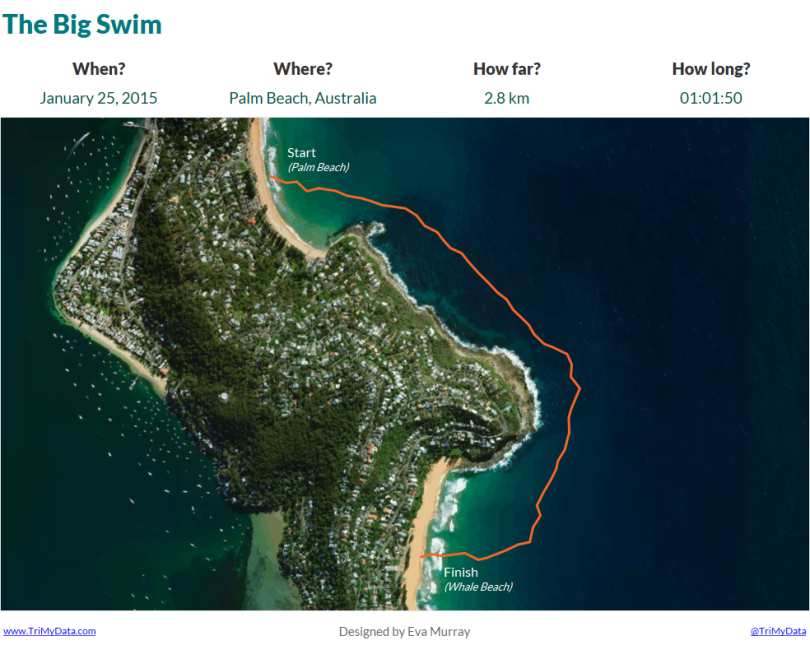 The Big Swim
When? Where? How far? How long?
January 25, 2015 Palm Beach, Australia 2.8 km 01:01:50
Start
(Palm Beach)
Finish
(Whale Beach)
www.TriMyData.com Designed by Eva Murray @TriMyData